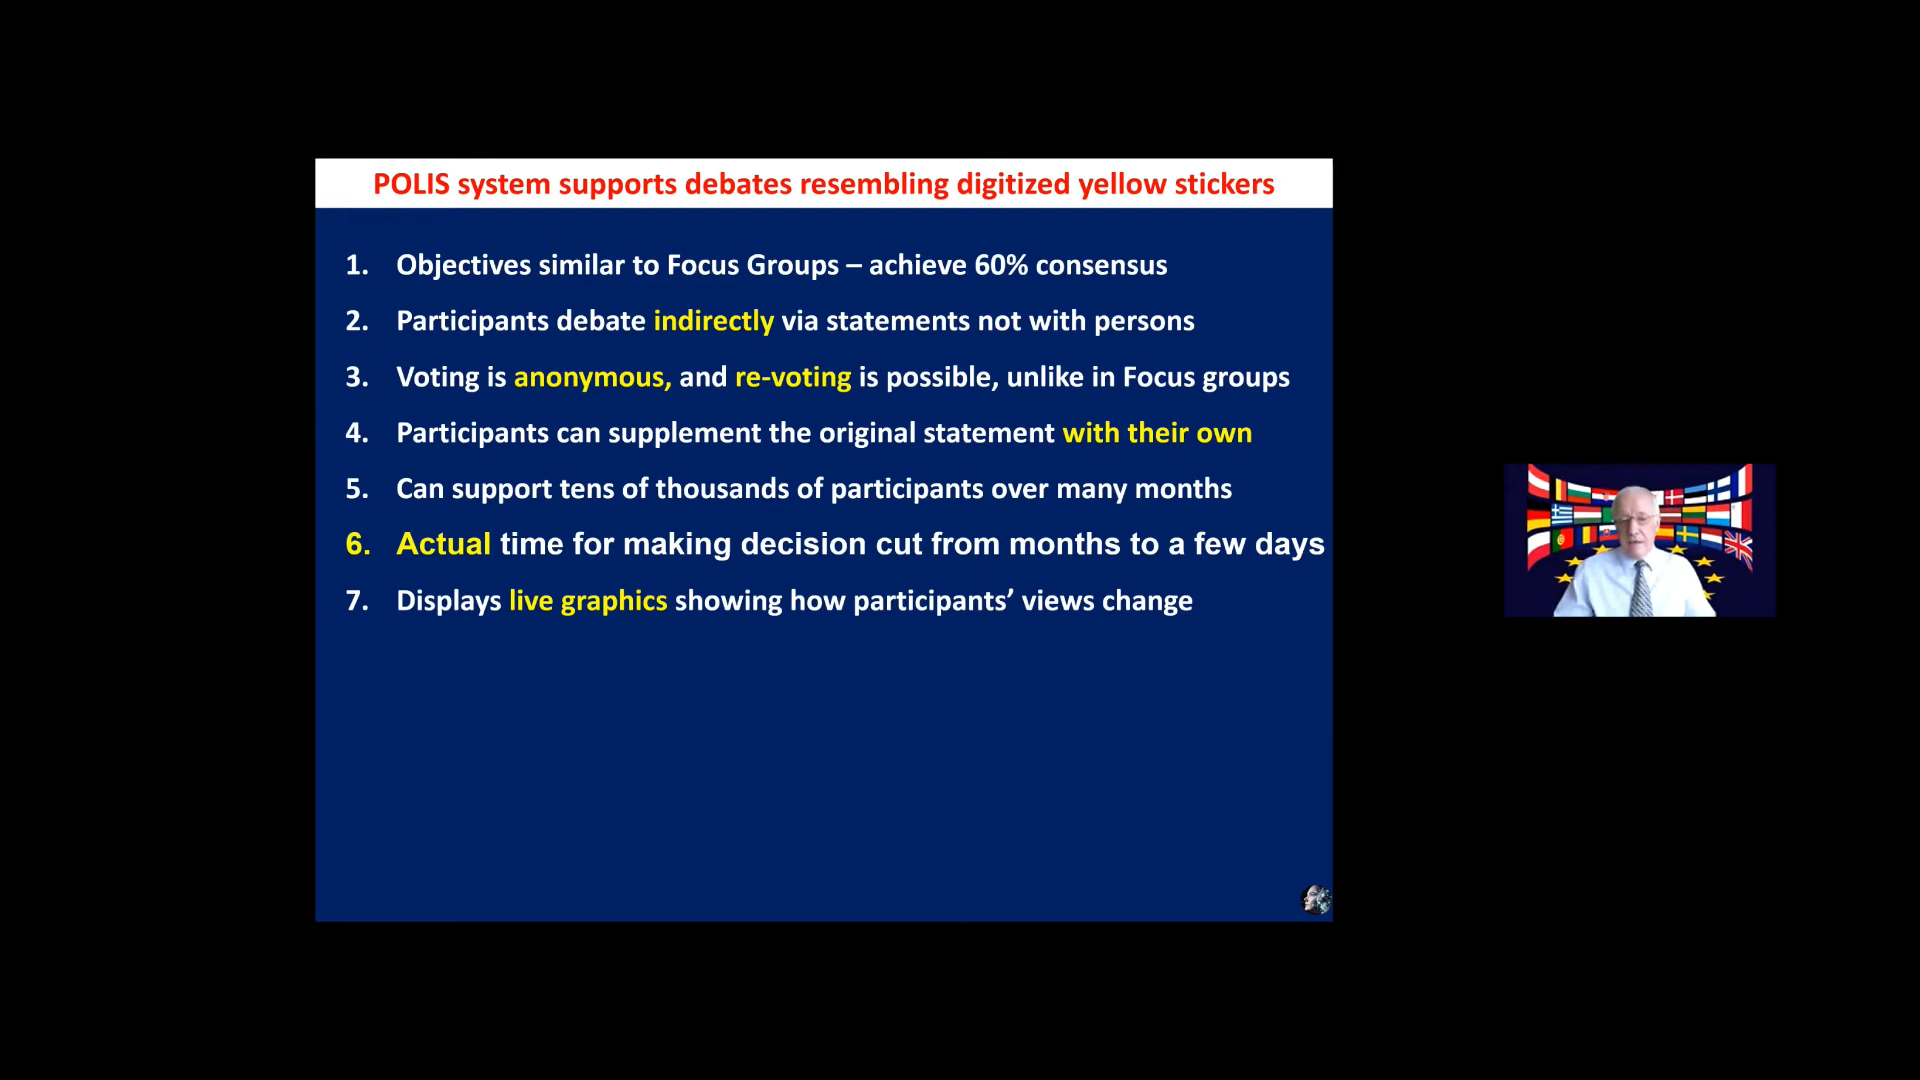 POLIS system supports debates resembling digitized yellow stickers
1. Objectives similar to Focus Groups – achieve 60% consensus
2. Participants debate indirectly via statements not with persons
3. Voting is anonymous, and re-voting is possible, unlike in Focus groups
4. Participants can supplement the original statement with their own
5. Can support tens of thousands of participants over many months
6. Actual time for making decision cut from months to a few days
7. Displays live graphics showing how participants’ views change